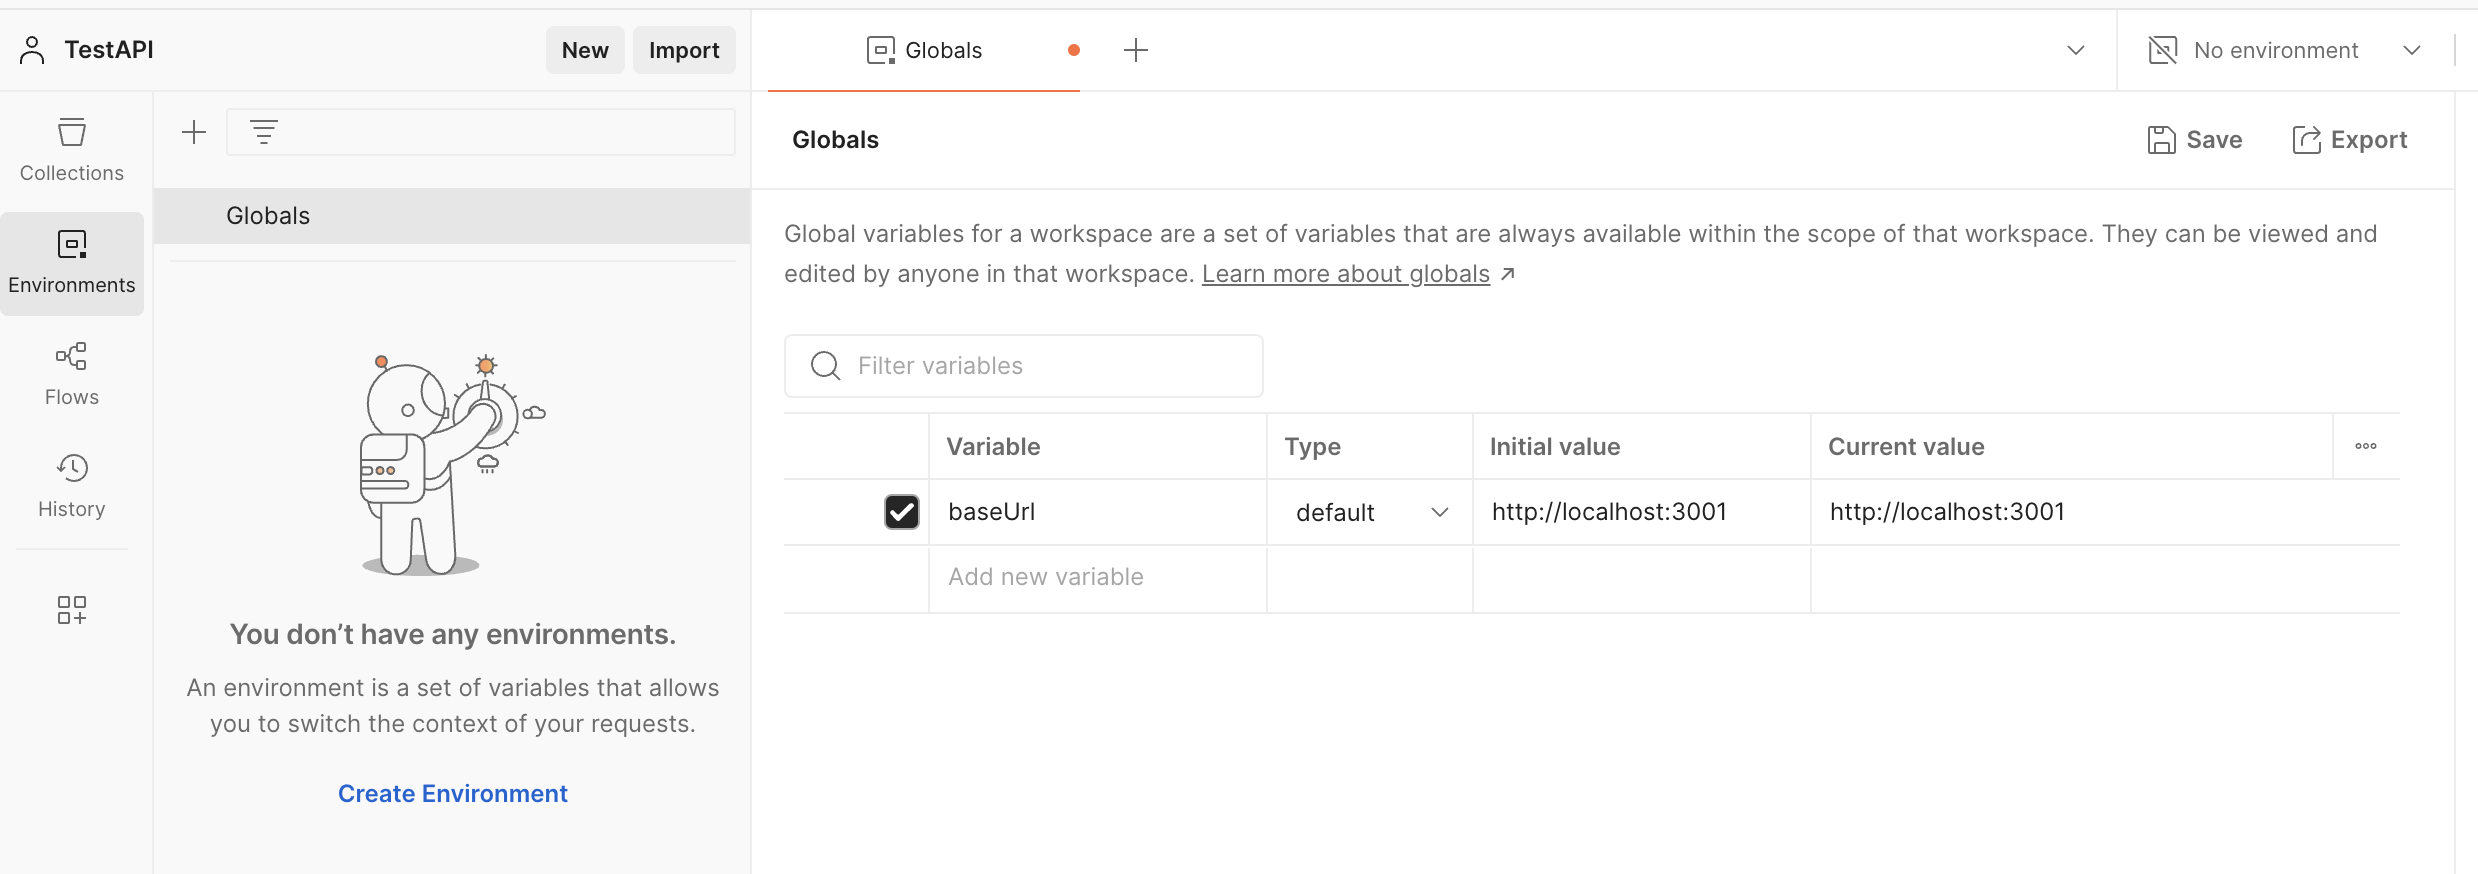 TestAPI
New
Import
Globals
No environment
Collections
Environments
Flows
History
Globals
You don’t have any environments.
An environment is a set of variables that allows
you to switch the context of your requests.
Create Environment
Globals
Save
Export
Global variables for a workspace are a set of variables that are always available within the scope of that workspace. They can be viewed and
edited by anyone in that workspace. Learn more about globals ↗
Filter variables
Variable Type Initial value Current value
baseUrl default http://localhost:3001 http://localhost:3001
Add new variable